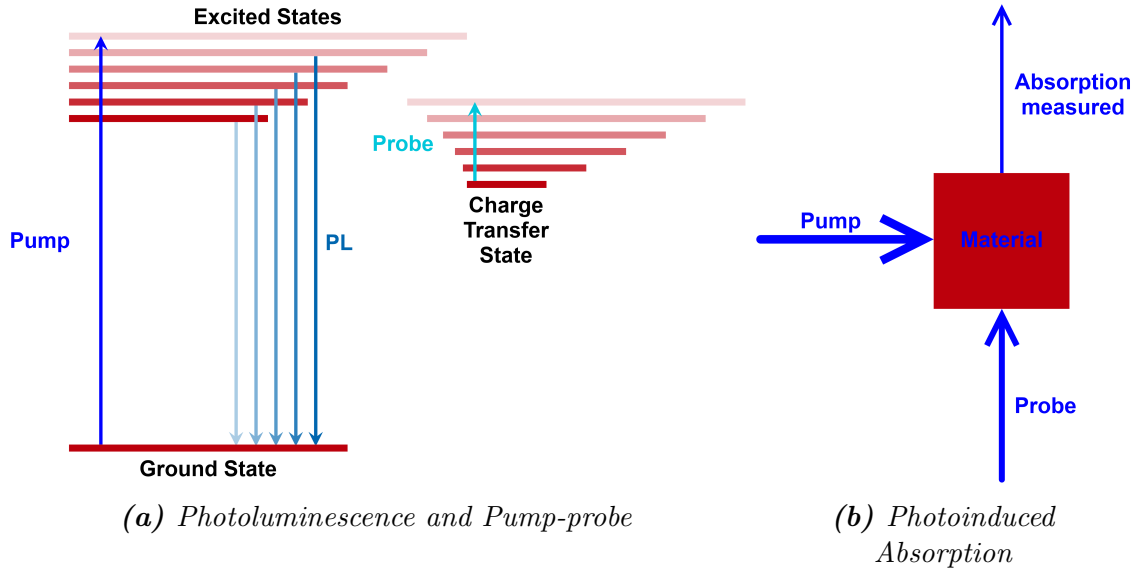 Excited States
Pump
PL
Ground State
Probe
Charge
Transfer
State
(a) Photoluminescence and Pump-probe
Absorption
measured
Pump
Material
Probe
(b) Photoinduced
Absorption